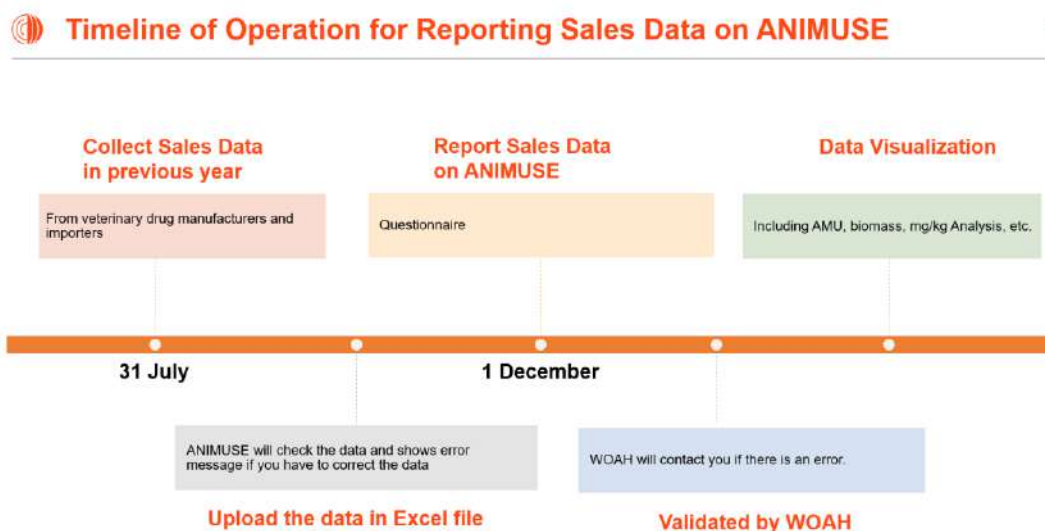 Timeline of Operation for Reporting Sales Data on ANIMUSE
Collect Sales Data
in previous year
Report Sales Data
on ANIMUSE
Data Visualization
From veterinary drug manufacturers and
importers
Questionnaire
Including AMU, biomass, mg/kg Analysis, etc.
31 July
1 December
ANIMUSE will check the data and shows error
message if you have to correct the data
WOAH will contact you if there is an error.
Upload the data in Excel file
Validated by WOAH